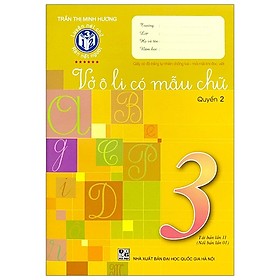 TRẦN THỊ MINH HƯƠNG
Trường
Lớp
Họ và tên
Năm học
Vở ô li có mẫu chữ
Quyển 2
a B
g C
P
3
Tái bản lần 11
(Nối bản lần 01)
NHÀ XUẤT BẢN ĐẠI HỌC QUỐC GIA HÀ NỘI